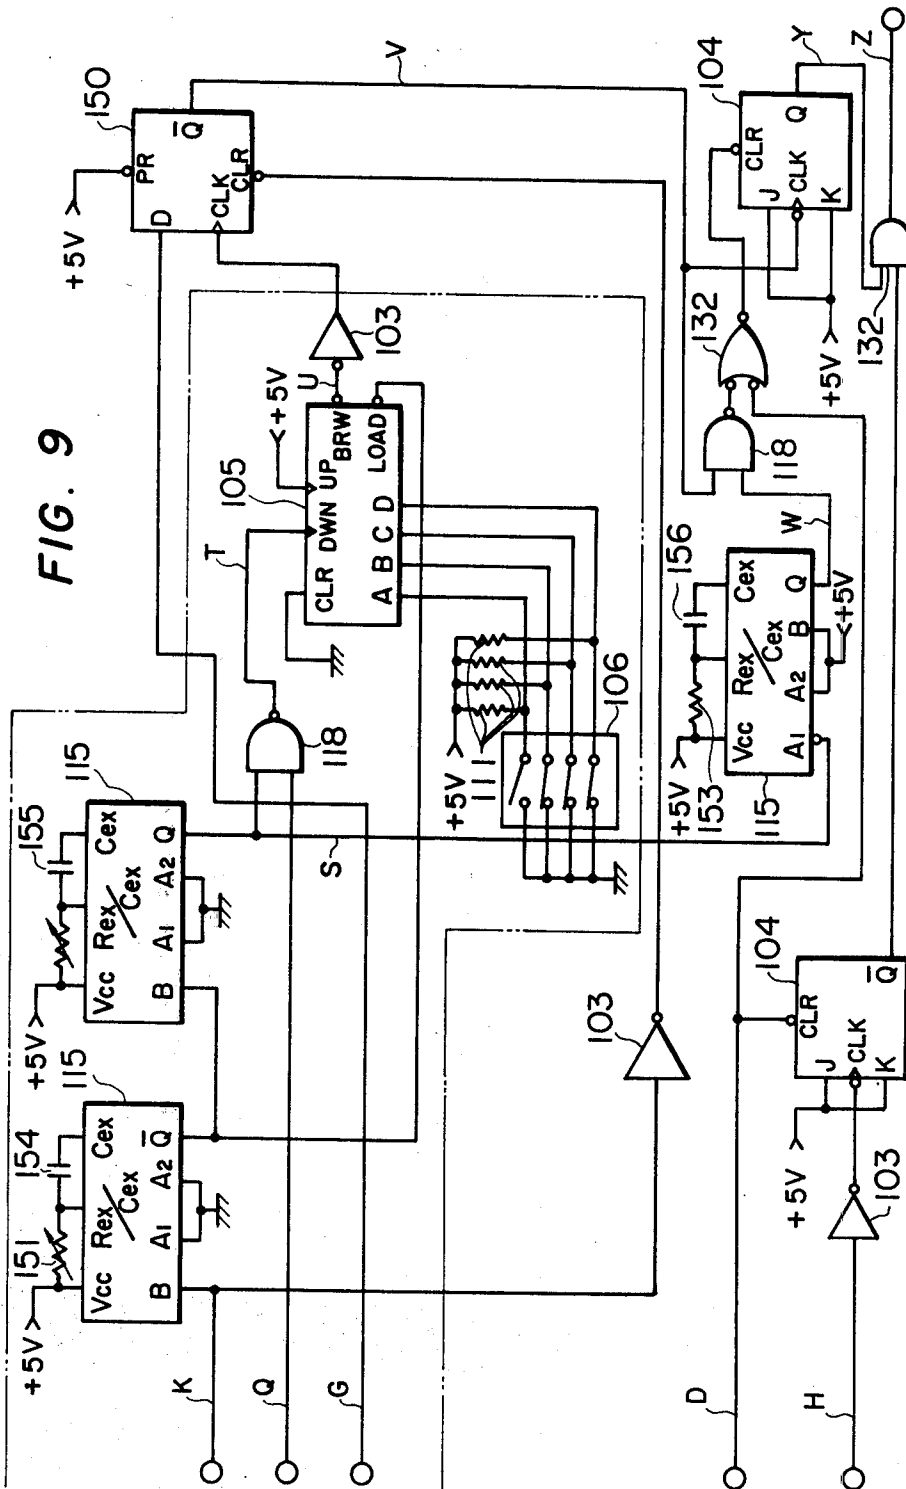 FIG. 9
+5V
151
154
Vcc
Rex/Cex
Cex
B
A1
A2
Q̅
115
+5V
155
Vcc
Rex/Cex
Cex
B
A1
A2
Q
115
K
Q
G
S
118
T
CLR
DWN
UP
BRW
LOAD
A
B
C
D
105
+5V
U
103
+5V
111
106
+5V
PR
D
CLK
CLR
Q̅
150
V
103
+5V
153
156
Vcc
Rex/Cex
Cex
A1
A2
B
Q
115
+5V
W
118
132
+5V
J
CLK
K
CLR
Q
104
Y
132
Z
D
H
103
+5V
J
CLK
K
CLR
Q̅
104